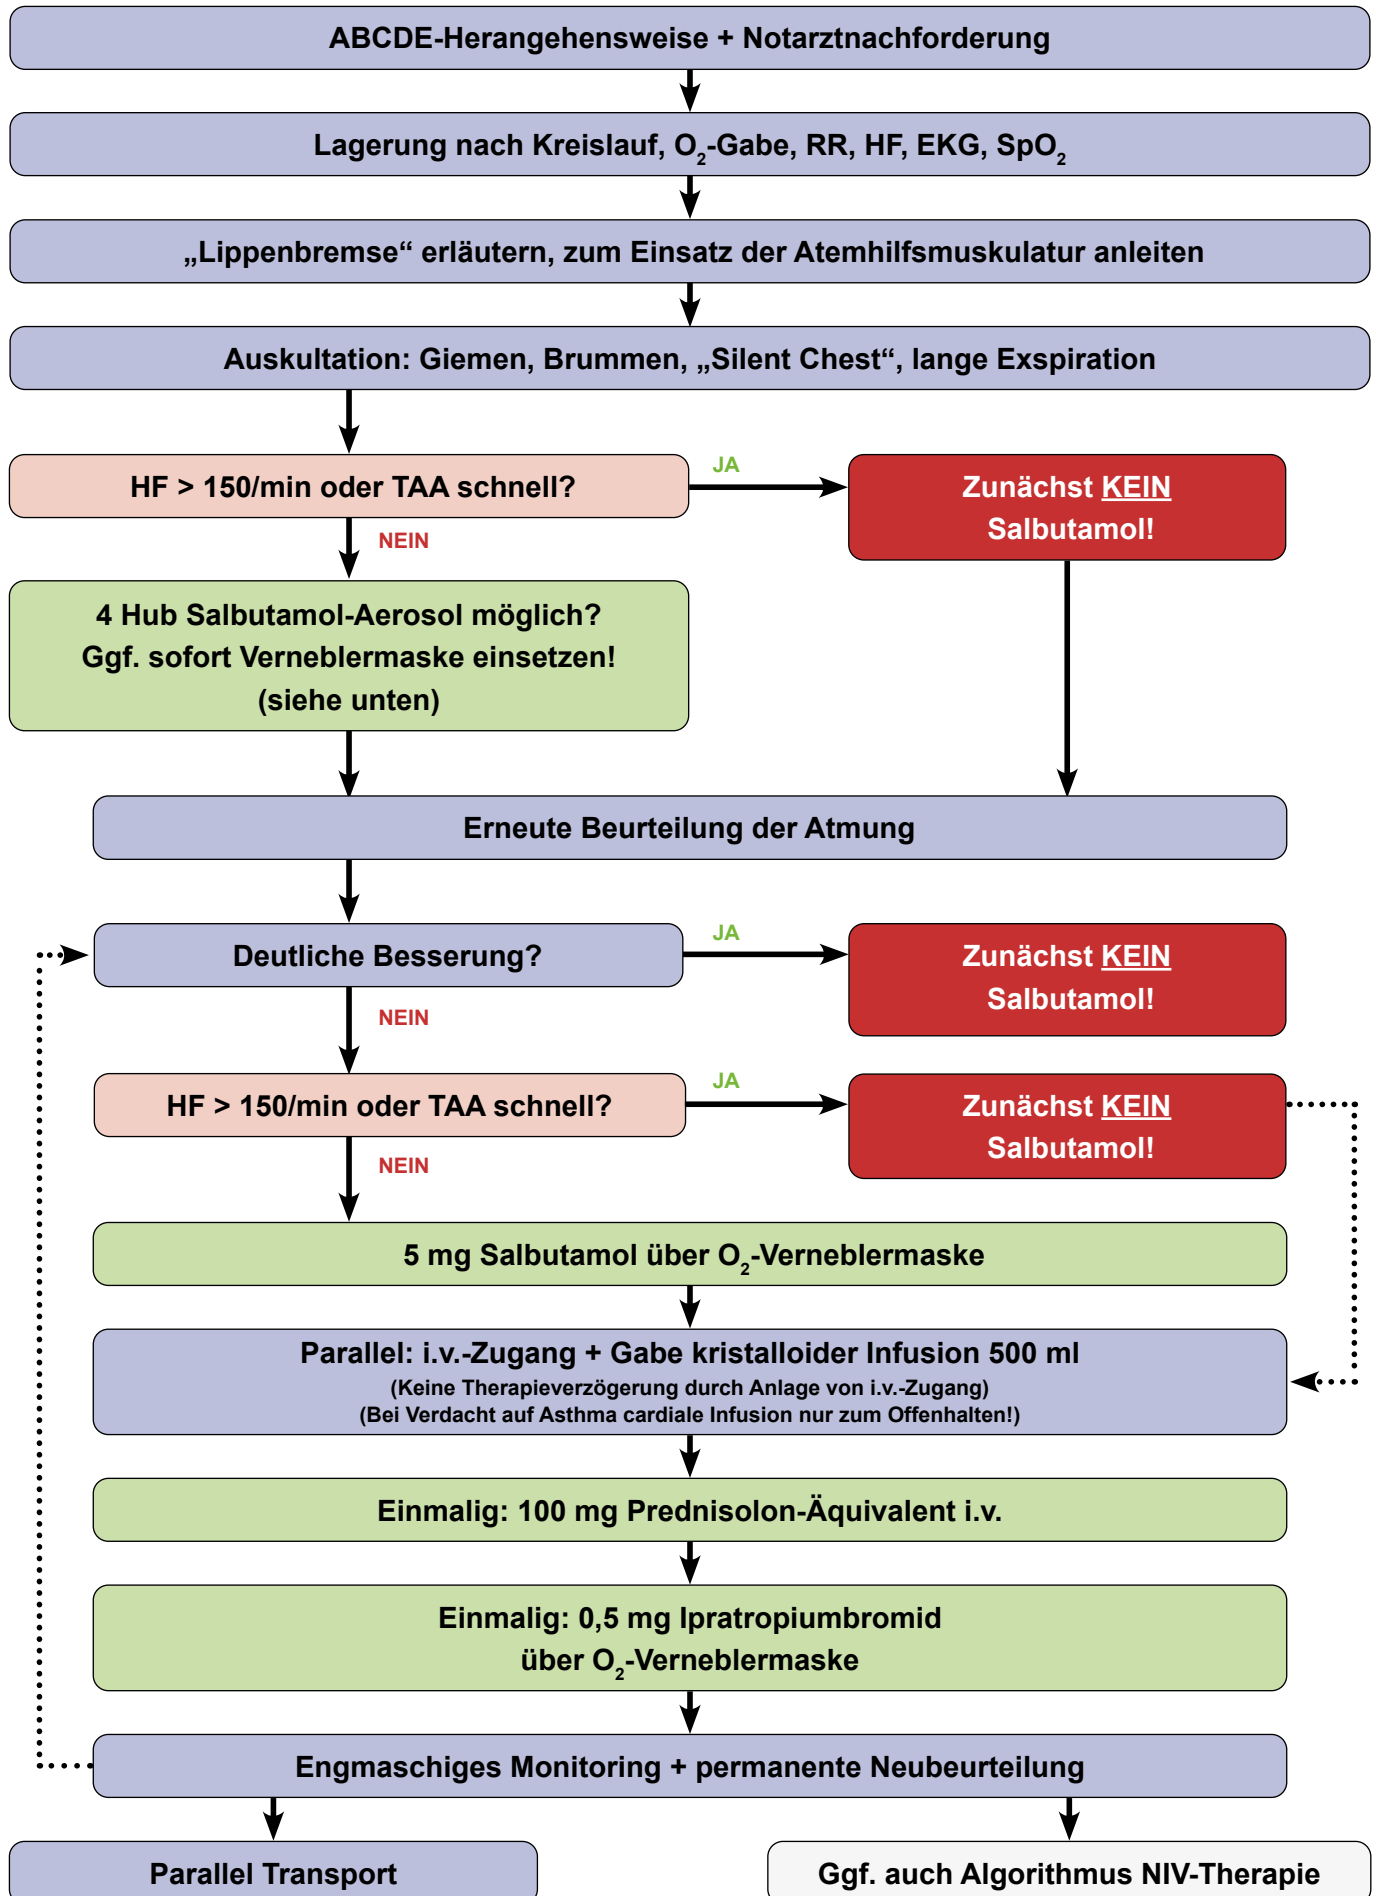 ABCDE-Herangehensweise + Notarztnachforderung
Lagerung nach Kreislauf, O₂-Gabe, RR, HF, EKG, SpO₂
„Lippenbremse“ erläutern, zum Einsatz der Atemhilfsmuskulatur anleiten
Auskultation: Giemen, Brummen, „Silent Chest“, lange Exspiration
HF > 150/min oder TAA schnell?
JA
Zunächst KEIN
Salbutamol!
NEIN
4 Hub Salbutamol-Aerosol möglich?
Ggf. sofort Verneblermaske einsetzen!
(siehe unten)
Erneute Beurteilung der Atmung
Deutliche Besserung?
JA
Zunächst KEIN
Salbutamol!
NEIN
HF > 150/min oder TAA schnell?
JA
Zunächst KEIN
Salbutamol!
NEIN
5 mg Salbutamol über O₂-Verneblermaske
Parallel: i.v.-Zugang + Gabe kristalloider Infusion 500 ml
(Keine Therapieverzögerung durch Anlage von i.v.-Zugang)
(Bei Verdacht auf Asthma cardiale Infusion nur zum Offenhalten!)
Einmalig: 100 mg Prednisolon-Äquivalent i.v.
Einmalig: 0,5 mg Ipratropiumbromid
über O₂-Verneblermaske
Engmaschiges Monitoring + permanente Neubeurteilung
Parallel Transport
Ggf. auch Algorithmus NIV-Therapie